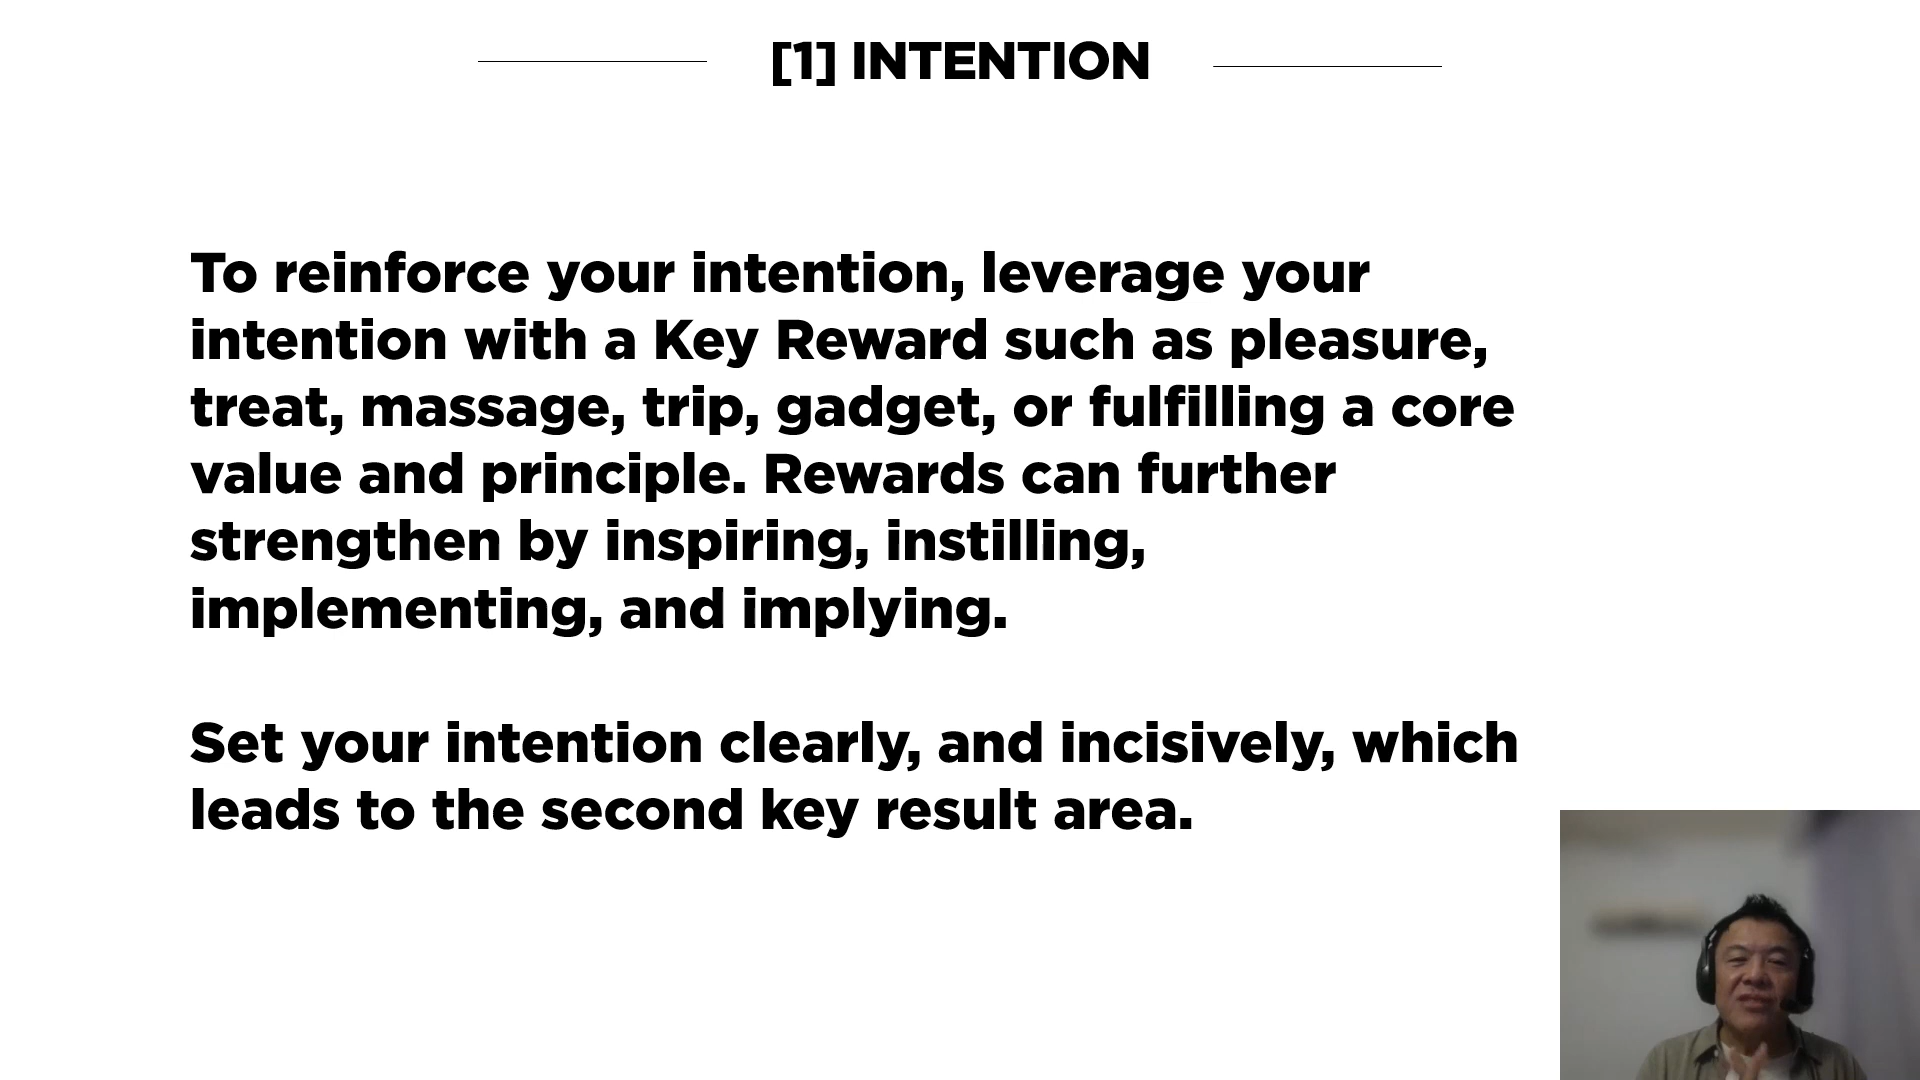 [1] INTENTION
To reinforce your intention, leverage your
intention with a Key Reward such as pleasure,
treat, massage, trip, gadget, or fulfilling a core
value and principle. Rewards can further
strengthen by inspiring, instilling,
implementing, and implying.
Set your intention clearly, and incisively, which
leads to the second key result area.